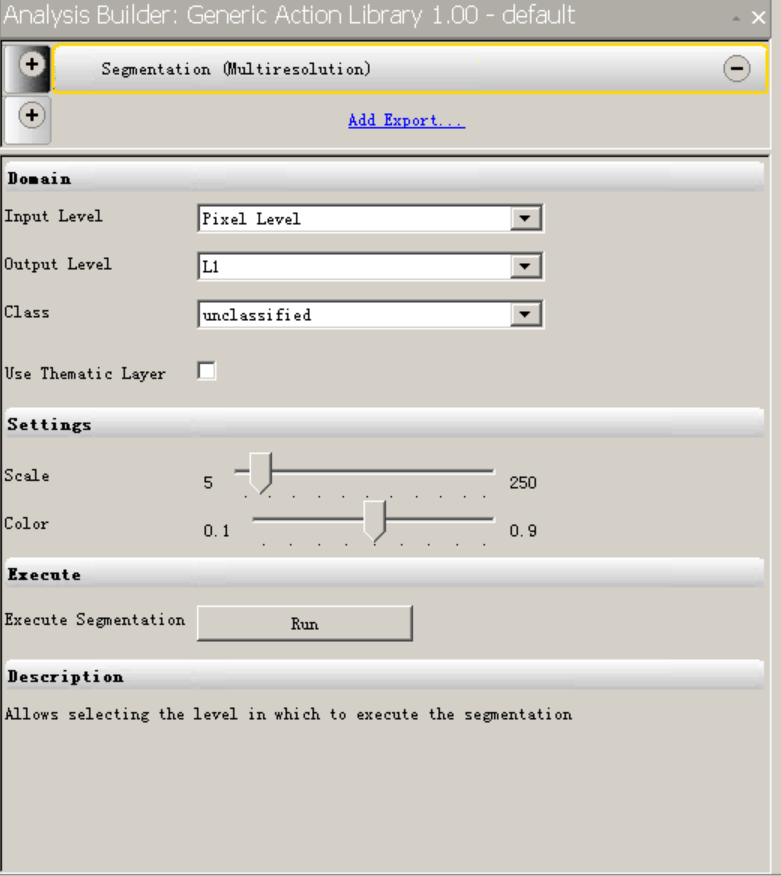 Analysis Builder: Generic Action Library 1.00 - default
Segmentation (Multiresolution)
Add Export...
Domain
Input Level
Pixel Level
Output Level
L1
Class
unclassified
Use Thematic Layer
Settings
Scale
5
250
Color
0.1
0.9
Execute
Execute Segmentation
Run
Description
Allows selecting the level in which to execute the segmentation